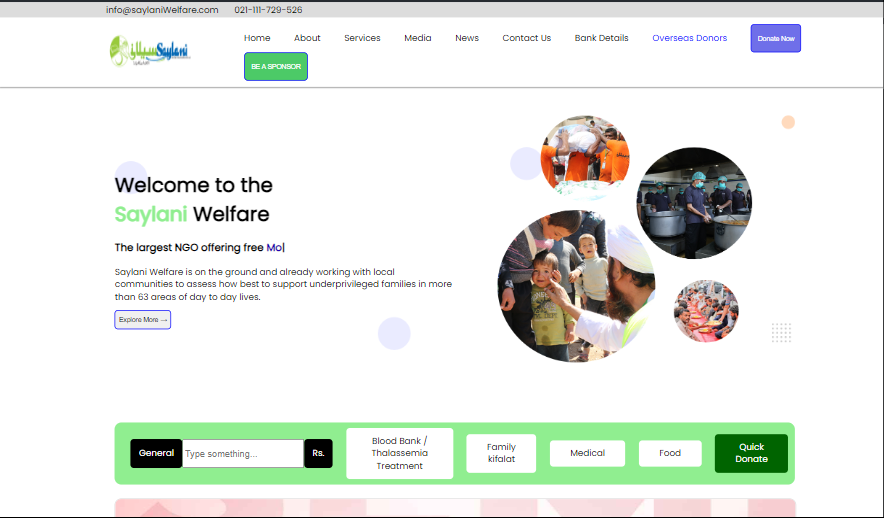 info@saylaniWelfare.com 021-111-729-526
سیلانی Saylani
Home About Services Media News Contact Us Bank Details Overseas Donors Donate Now
BE A SPONSOR
Welcome to the
Saylani Welfare
The largest NGO offering free Mo|
Saylani Welfare is on the ground and already working with local
communities to assess how best to support underprivileged families in more
than 63 areas of day to day lives.
Explore More →
General Type something... Rs.
Blood Bank /
Thalassemia
Treatment
Family
kifalat
Medical
Food
Quick
Donate